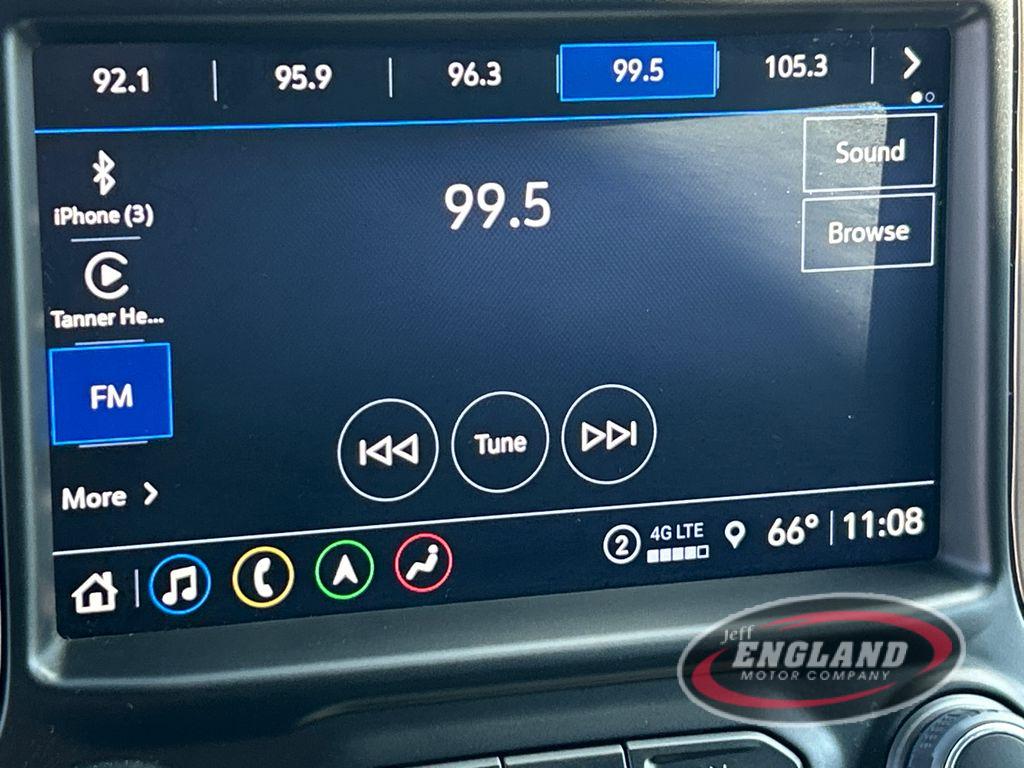 92.1 95.9 96.3 99.5 105.3
Sound
iPhone (3)
99.5
Browse
Tanner He...
FM
Tune
More
2 4G LTE 66° 11:08
Jeff
ENGLAND
MOTOR COMPANY